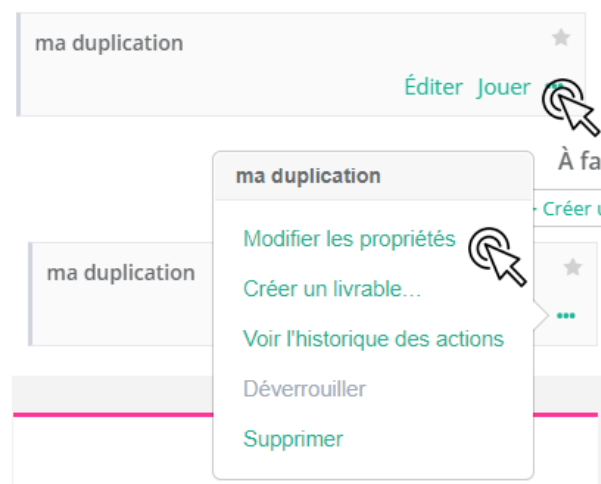 ma duplication
Éditer Jouer
À fa
ma duplication
Créer u
Modifier les propriétés
ma duplication
Créer un livrable...
Voir l'historique des actions
Déverrouiller
Supprimer